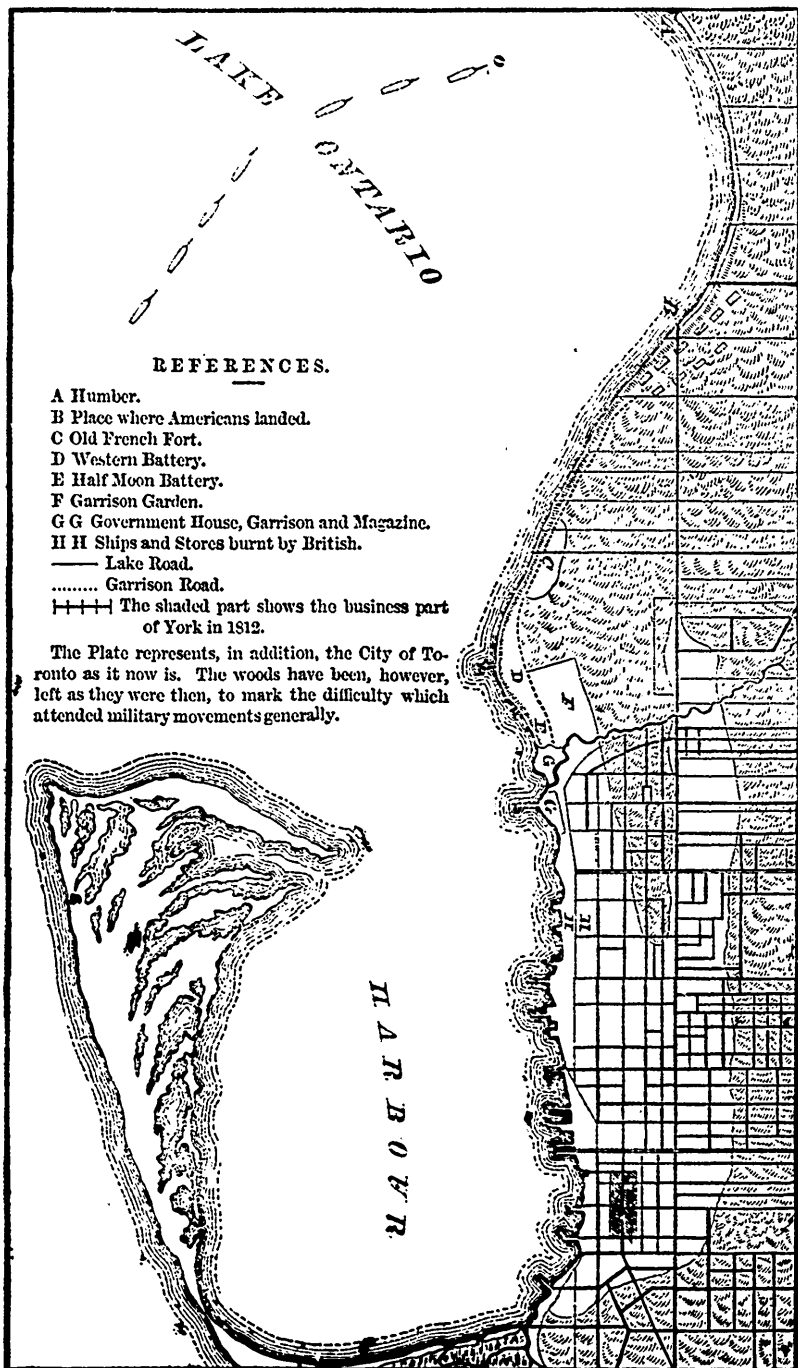 LAKE
ONTARIO
REFERENCES.
A Humber.
B Place where Americans landed.
C Old French Fort.
D Western Battery.
E Half Moon Battery.
F Garrison Garden.
G G Government House, Garrison and Magazine.
H H Ships and Stores burnt by British.
Lake Road.
Garrison Road.
The shaded part shows the business part
of York in 1812.
The Plate represents, in addition, the City of To-
ronto as it now is. The woods have been, however,
left as they were then, to mark the difficulty which
attended military movements generally.
A
B
C
D
E
F
G
G
H
H
HARBOUR